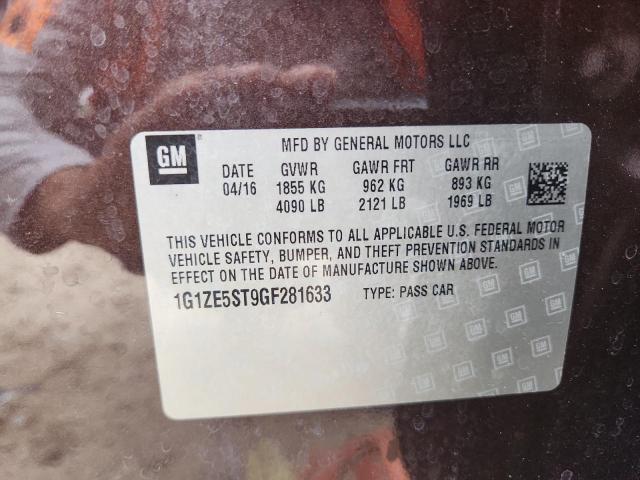 GM
MFD BY GENERAL MOTORS LLC
DATE GVWR GAWR FRT GAWR RR
04/16 1855 KG 962 KG 893 KG
4090 LB 2121 LB 1969 LB
THIS VEHICLE CONFORMS TO ALL APPLICABLE U.S. FEDERAL MOTOR
VEHICLE SAFETY, BUMPER, AND THEFT PREVENTION STANDARDS IN
EFFECT ON THE DATE OF MANUFACTURE SHOWN ABOVE.
1G1ZE5ST9GF281633 TYPE: PASS CAR